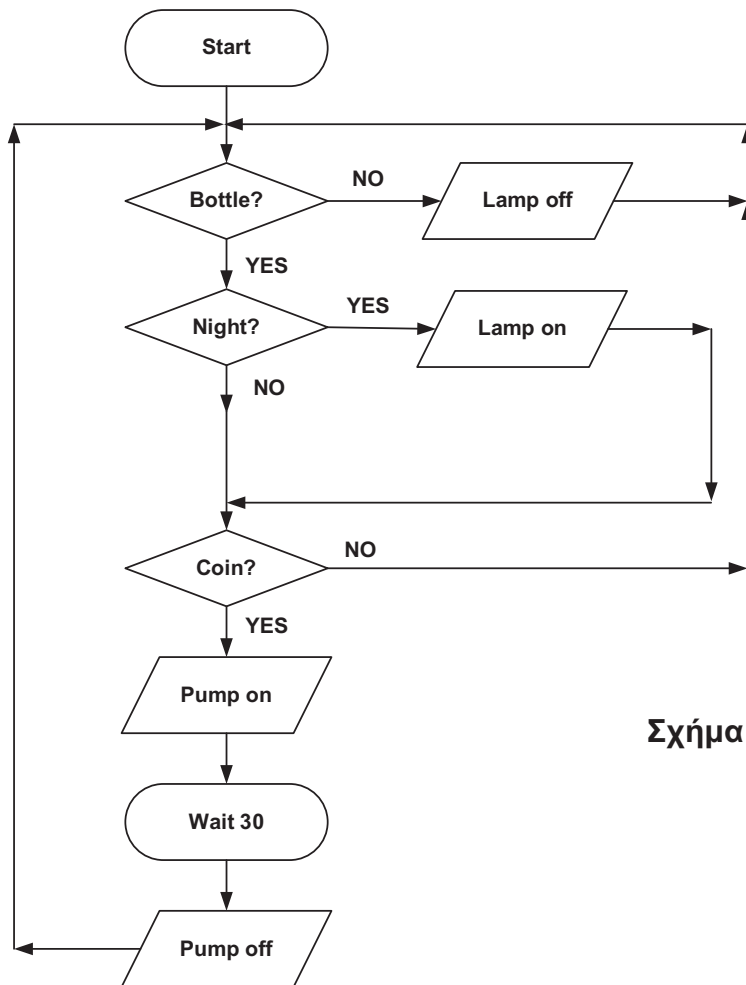 Start
Bottle?
NO
Lamp off
YES
Night?
YES
Lamp on
NO
Coin?
NO
YES
Pump on
Σχήμα
Wait 30
Pump off